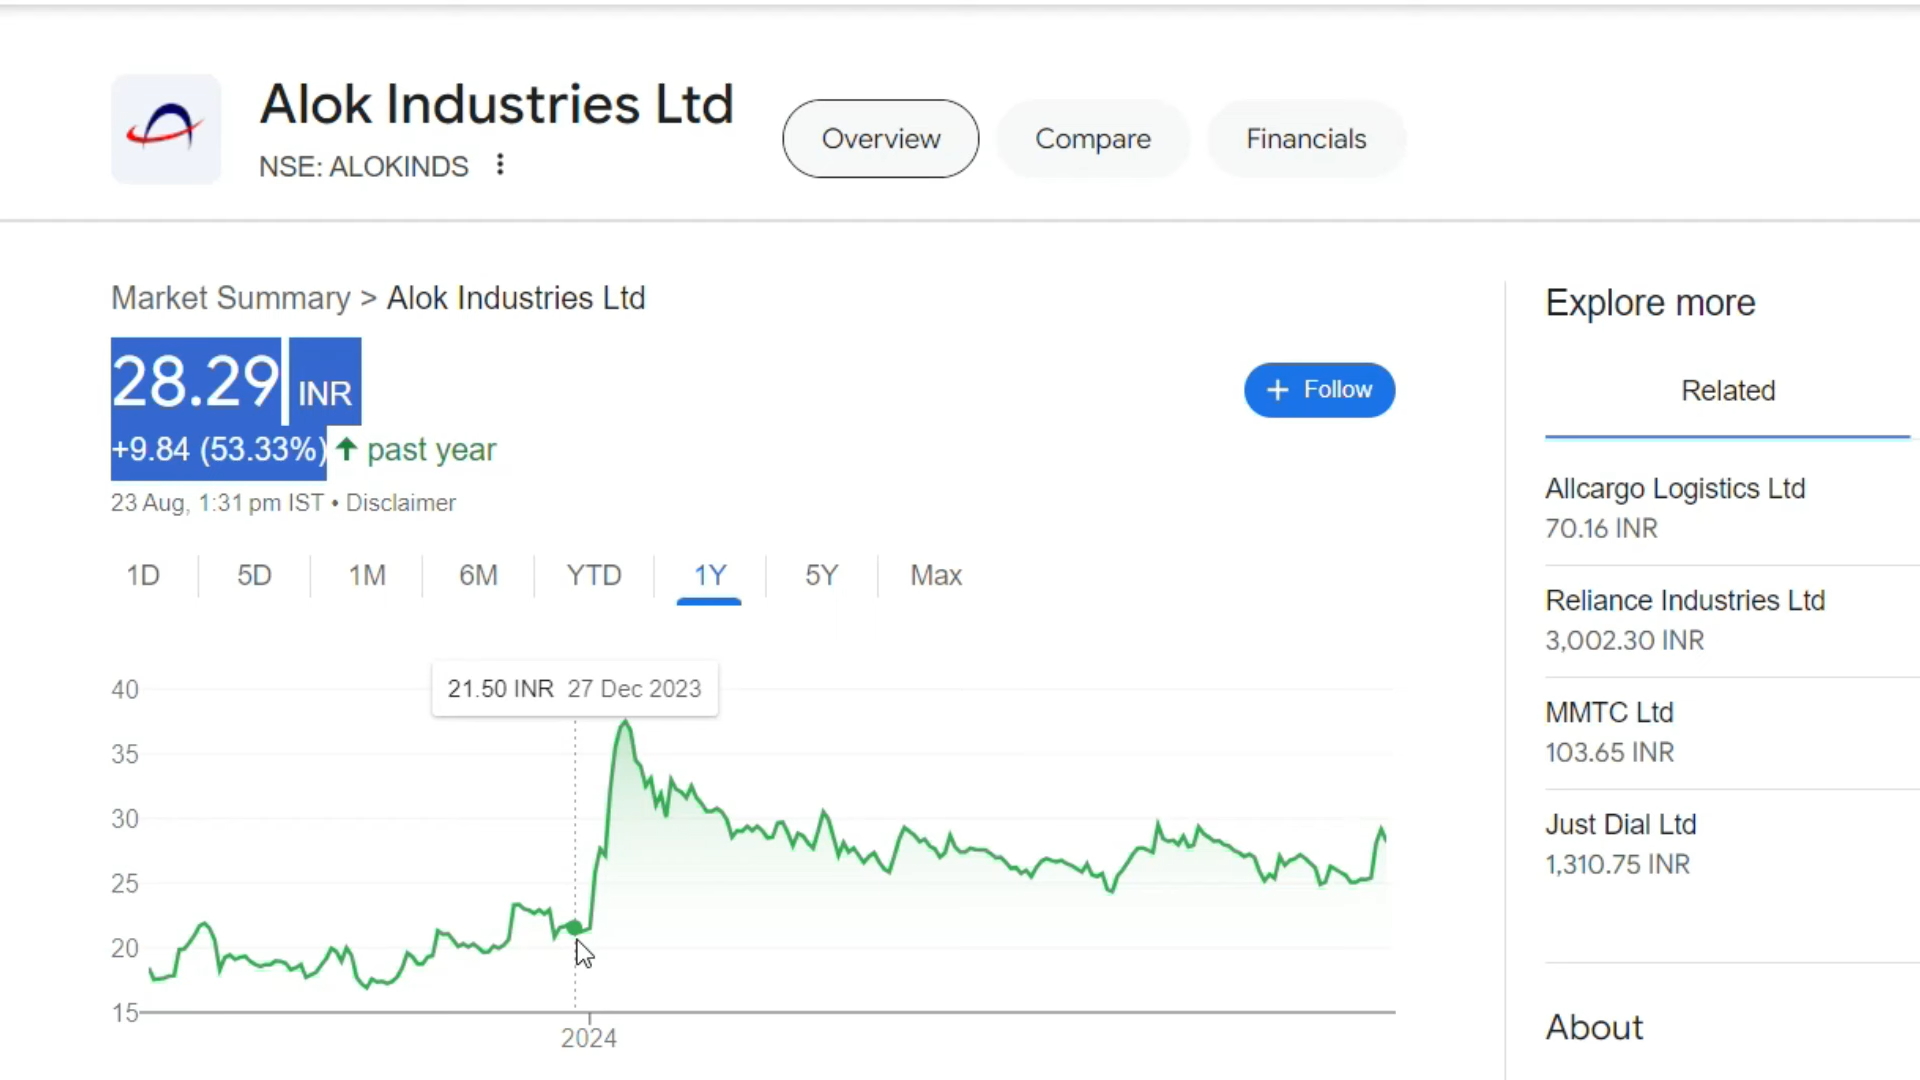 Alok Industries Ltd
NSE: ALOKINDS
Overview
Compare
Financials
Market Summary > Alok Industries Ltd
28.29 INR
+9.84 (53.33%) past year
23 Aug, 1:31 pm IST • Disclaimer
+ Follow
1D 5D 1M 6M YTD 1Y 5Y Max
21.50 INR 27 Dec 2023
40
35
30
25
20
15
2024
Explore more
Related
Allcargo Logistics Ltd
70.16 INR
Reliance Industries Ltd
3,002.30 INR
MMTC Ltd
103.65 INR
Just Dial Ltd
1,310.75 INR
About